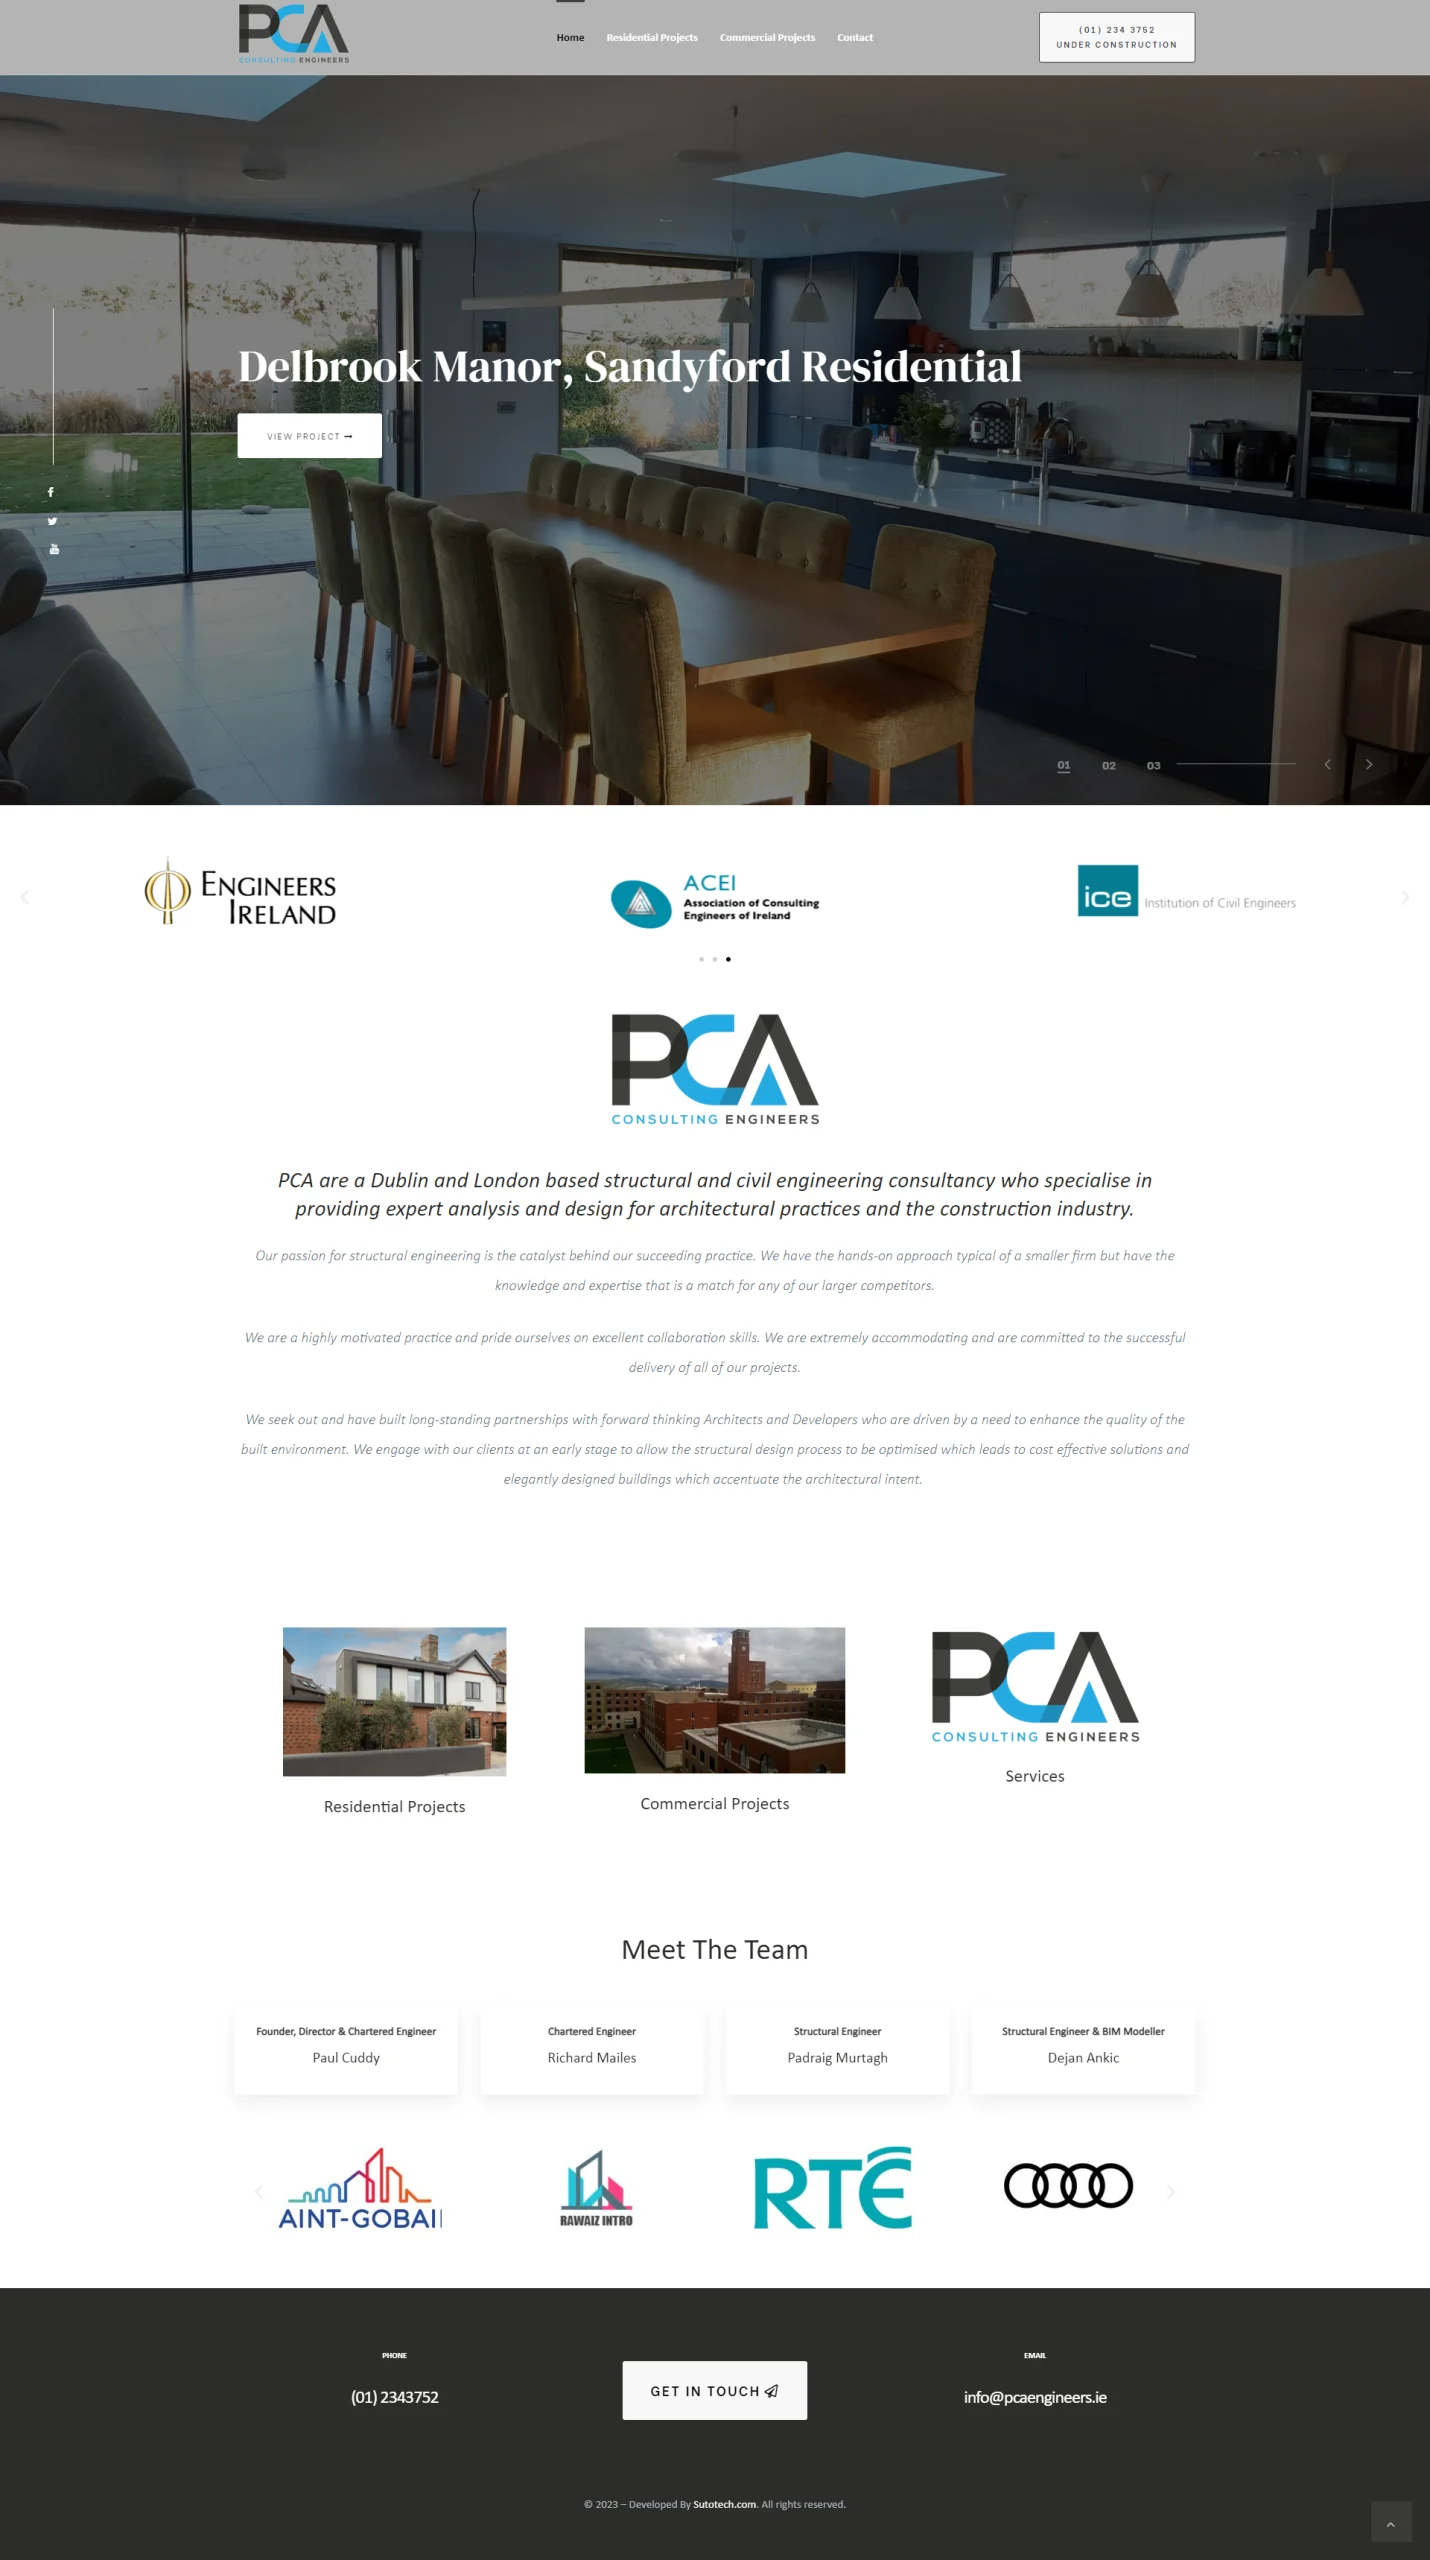 PCA
CONSULTING ENGINEERS
Home
Residential Projects
Commercial Projects
Contact
(01) 234 3752
UNDER CONSTRUCTION
Delbrook Manor, Sandyford Residential
VIEW PROJECT
01
02
03
ENGINEERS
IRELAND
ACEI
Association of Consulting
Engineers of Ireland
ice
Institution of Civil Engineers
PCA
CONSULTING ENGINEERS
PCA are a Dublin and London based structural and civil engineering consultancy who specialise in
providing expert analysis and design for architectural practices and the construction industry.
Our passion for structural engineering is the catalyst behind our succeeding practice. We have the hands-on approach typical of a smaller firm but have the
knowledge and expertise that is a match for any of our larger competitors.
We are a highly motivated practice and pride ourselves on excellent collaboration skills. We are extremely accommodating and are committed to the successful
delivery of all of our projects.
We seek out and have built long-standing partnerships with forward thinking Architects and Developers who are driven by a need to enhance the quality of the
built environment. We engage with our clients at an early stage to allow the structural design process to be optimised which leads to cost effective solutions and
elegantly designed buildings which accentuate the architectural intent.
Residential Projects
Commercial Projects
PCA
CONSULTING ENGINEERS
Services
Meet The Team
Founder, Director & Chartered Engineer
Paul Cuddy
Chartered Engineer
Richard Mailes
Structural Engineer
Padraig Murtagh
Structural Engineer & BIM Modeller
Dejan Ankic
AINT-GOBAI
RAWAIZ INTRO
RTÉ
PHONE
(01) 2343752
GET IN TOUCH
EMAIL
info@pcaengineers.ie
© 2023 – Developed By Sutotech.com. All rights reserved.